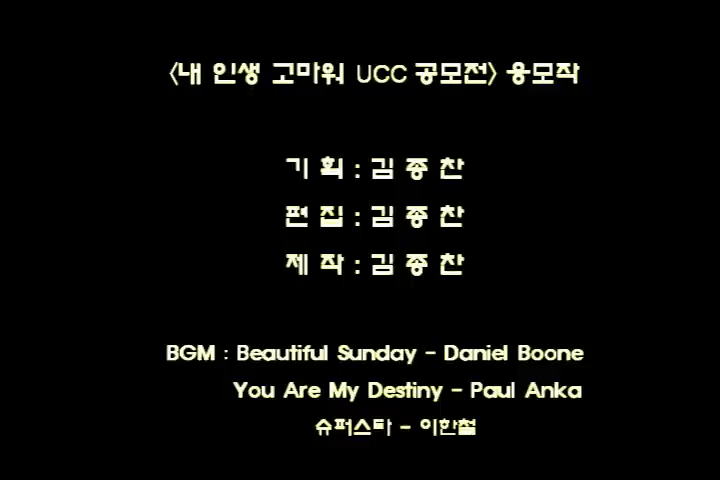 〈내 인생 고마워 UCC 공모전〉 응모작
기 획 : 김 종 찬
편 집 : 김 종 찬
제 작 : 김 종 찬
BGM : Beautiful Sunday - Daniel Boone
You Are My Destiny - Paul Anka
슈퍼스타 - 이한철